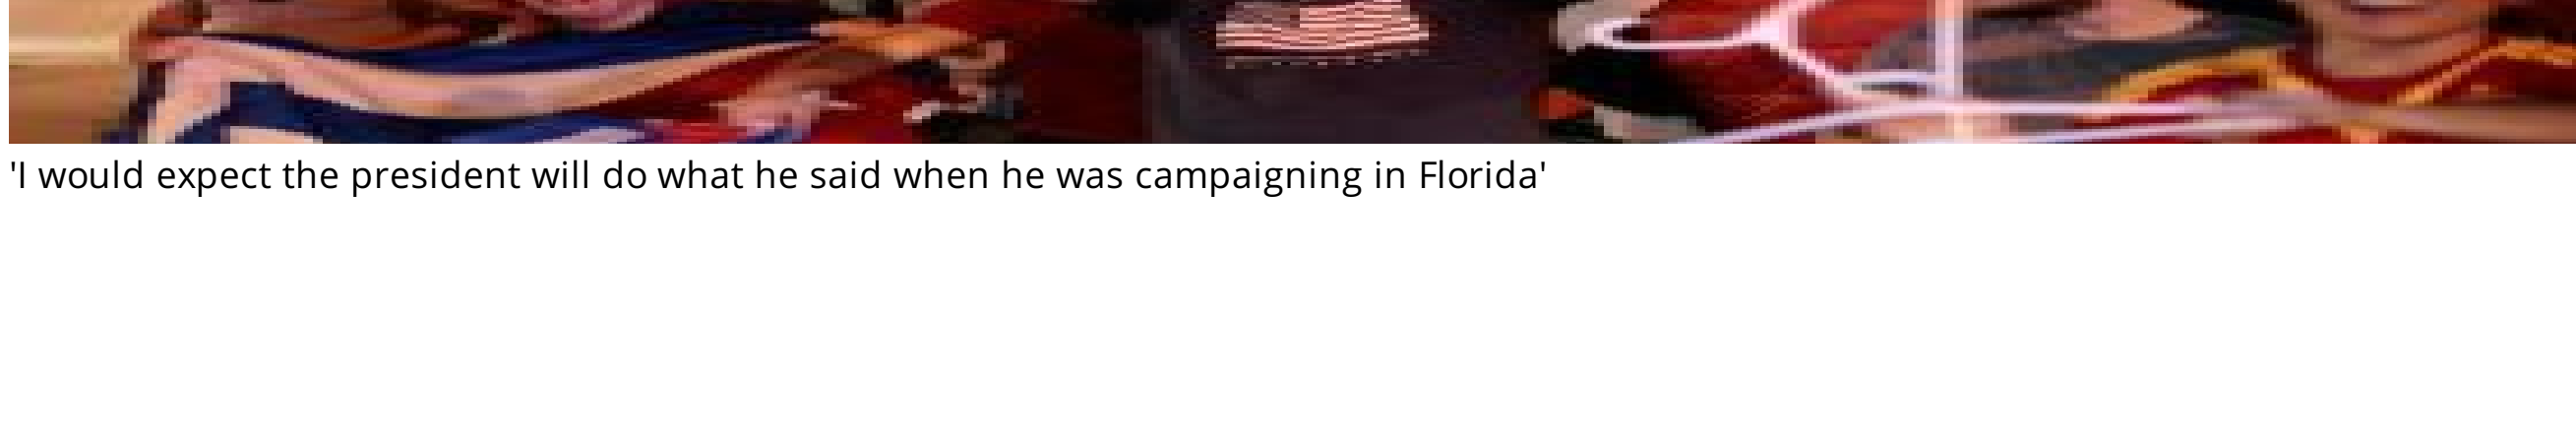 'I would expect the president will do what he said when he was campaigning in Florida'